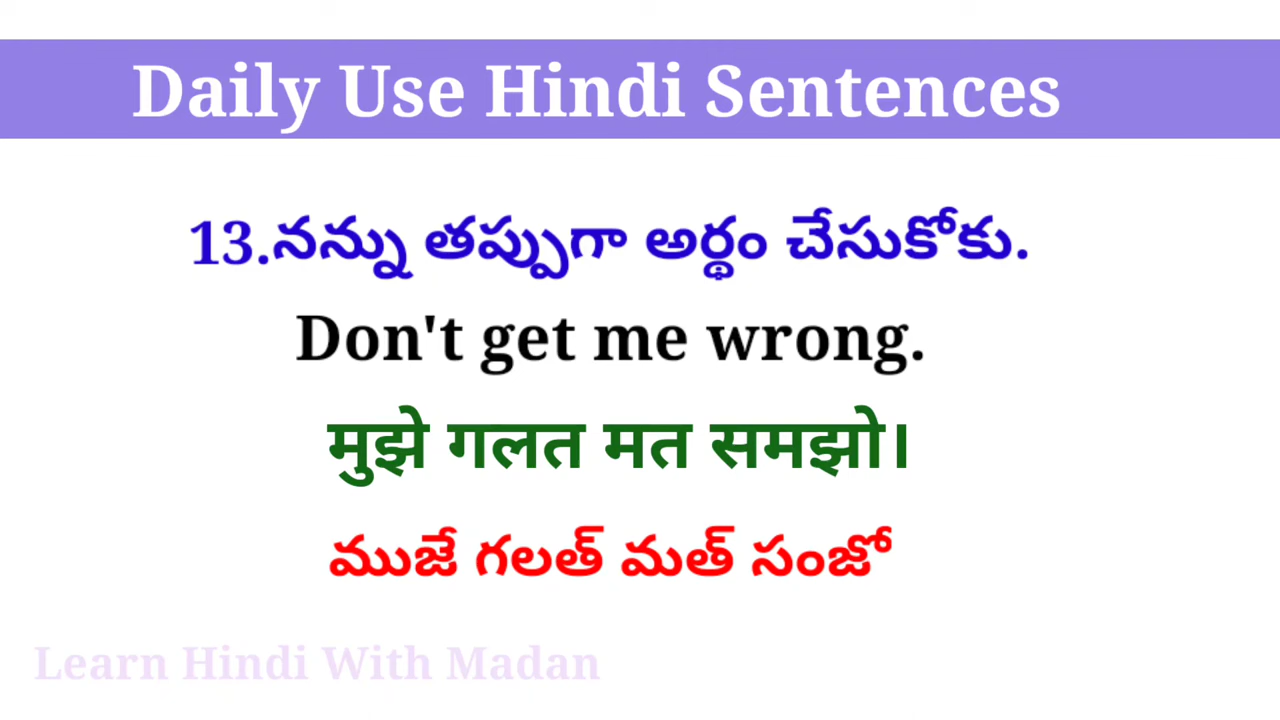 Daily Use Hindi Sentences
13.నన్ను తప్పుగా అర్థం చేసుకోకు.
Don't get me wrong.
मुझे गलत मत समझो।
ముజే గలత్ మత్ సంజో
Learn Hindi With Madan